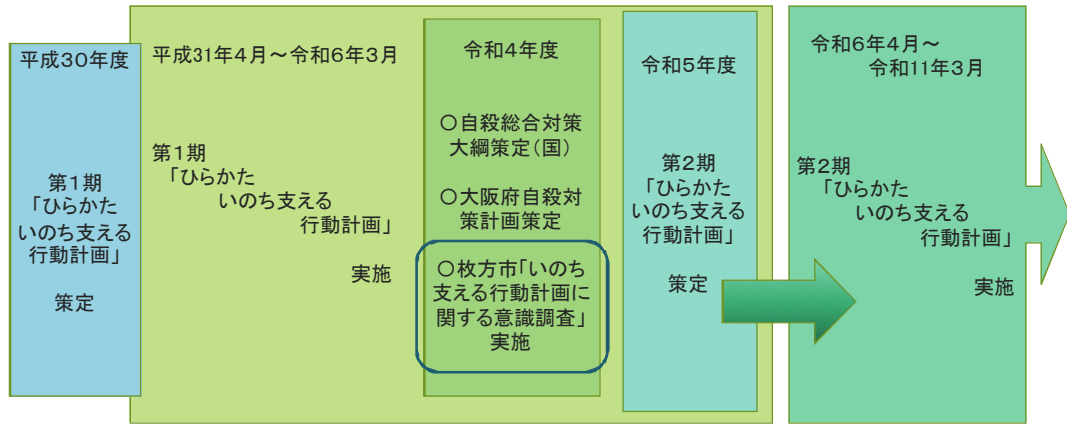 平成30年度
第1期
「ひらかた
いのち支える
行動計画」
策定
平成31年4月～令和6年3月
第1期
「ひらかた
いのち支える
行動計画」
実施
令和4年度
○自殺総合対策
大綱策定(国)
○大阪府自殺対
策計画策定
○枚方市「いのち
支える行動計画に
関する意識調査」
実施
令和5年度
第2期
「ひらかた
いのち支える
行動計画」
策定
令和6年4月～
令和11年3月
第2期
「ひらかた
いのち支える
行動計画」
実施